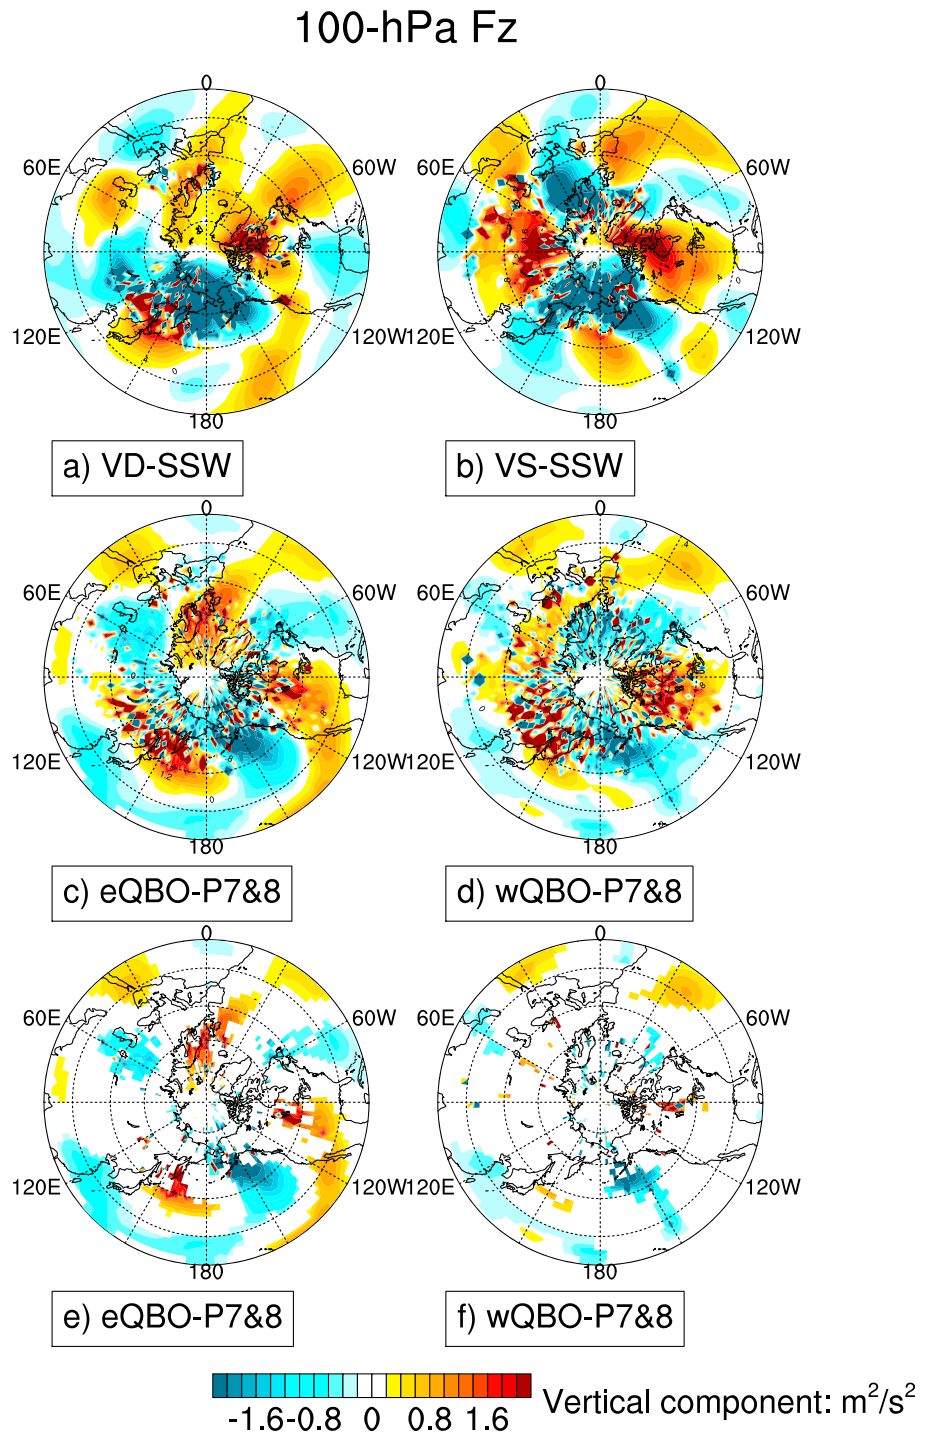 100-hPa Fz
0 0
60E 60W 60W
120E 120W 120E 120W
180 180
a) VD-SSW b) VS-SSW
0 0
60E 60W 60E 60W
120E 120W 120E 120W
180 180
c) eQBO-P7&8 d) wQBO-P7&8
0 0
60E 60W 60E 60W
120E 120W 120E 120W
180 180
e) eQBO-P7&8 f) wQBO-P7&8
-1.6 -0.8 0 0.8 1.6
Vertical component: m²/s²